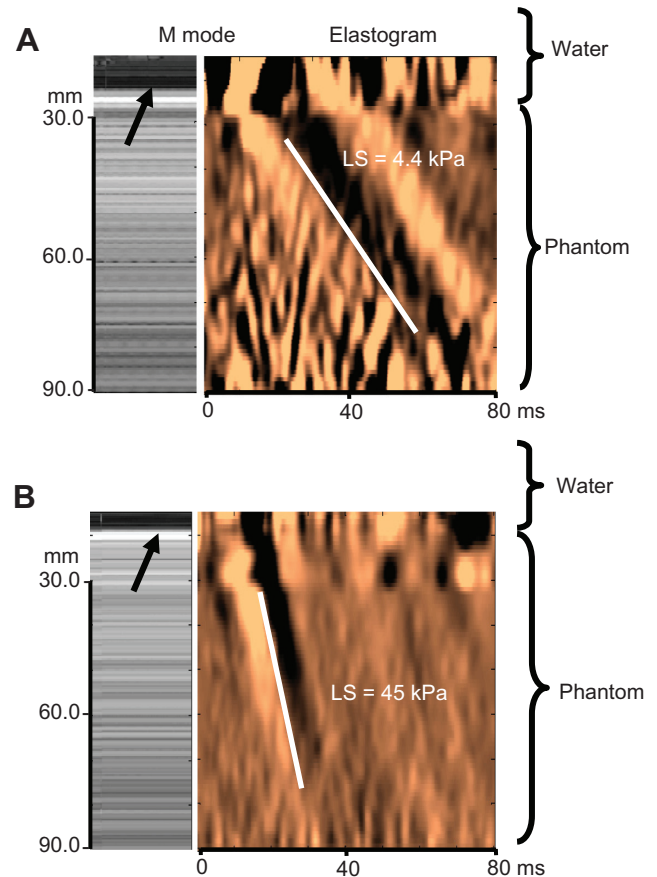 A
M mode
Elastogram
Water
mm
30.0
LS = 4.4 kPa
Phantom
60.0
90.0
0 40 80 ms
B
Water
mm
30.0
LS = 45 kPa
Phantom
60.0
90.0
0 40 80 ms